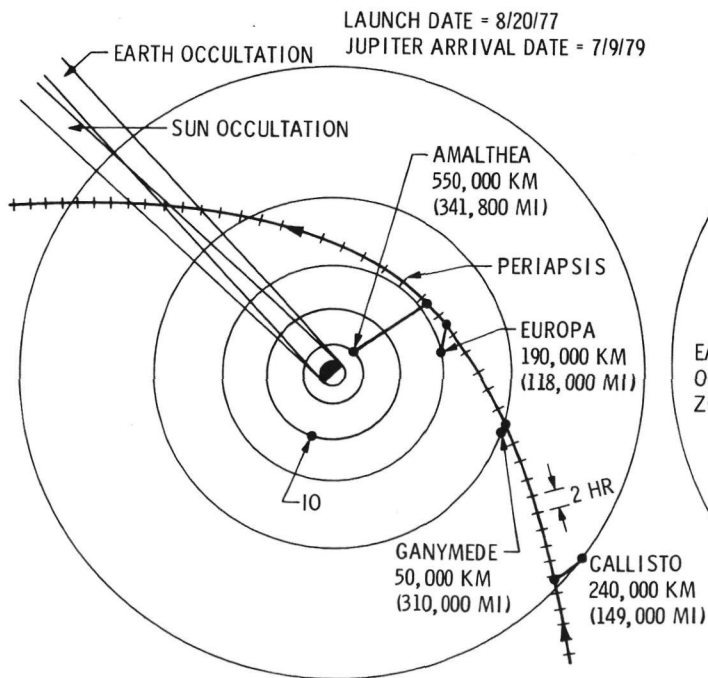 LAUNCH DATE = 8/20/77
JUPITER ARRIVAL DATE = 7/9/79
EARTH OCCULTATION
SUN OCCULTATION
AMALTHEA
550,000 KM
(341,800 MI)
PERIAPSIS
EUROPA
190,000 KM
(118,000 MI)
IO
2 HR
GANYMEDE
50,000 KM
(310,000 MI)
CALLISTO
240,000 KM
(149,000 MI)